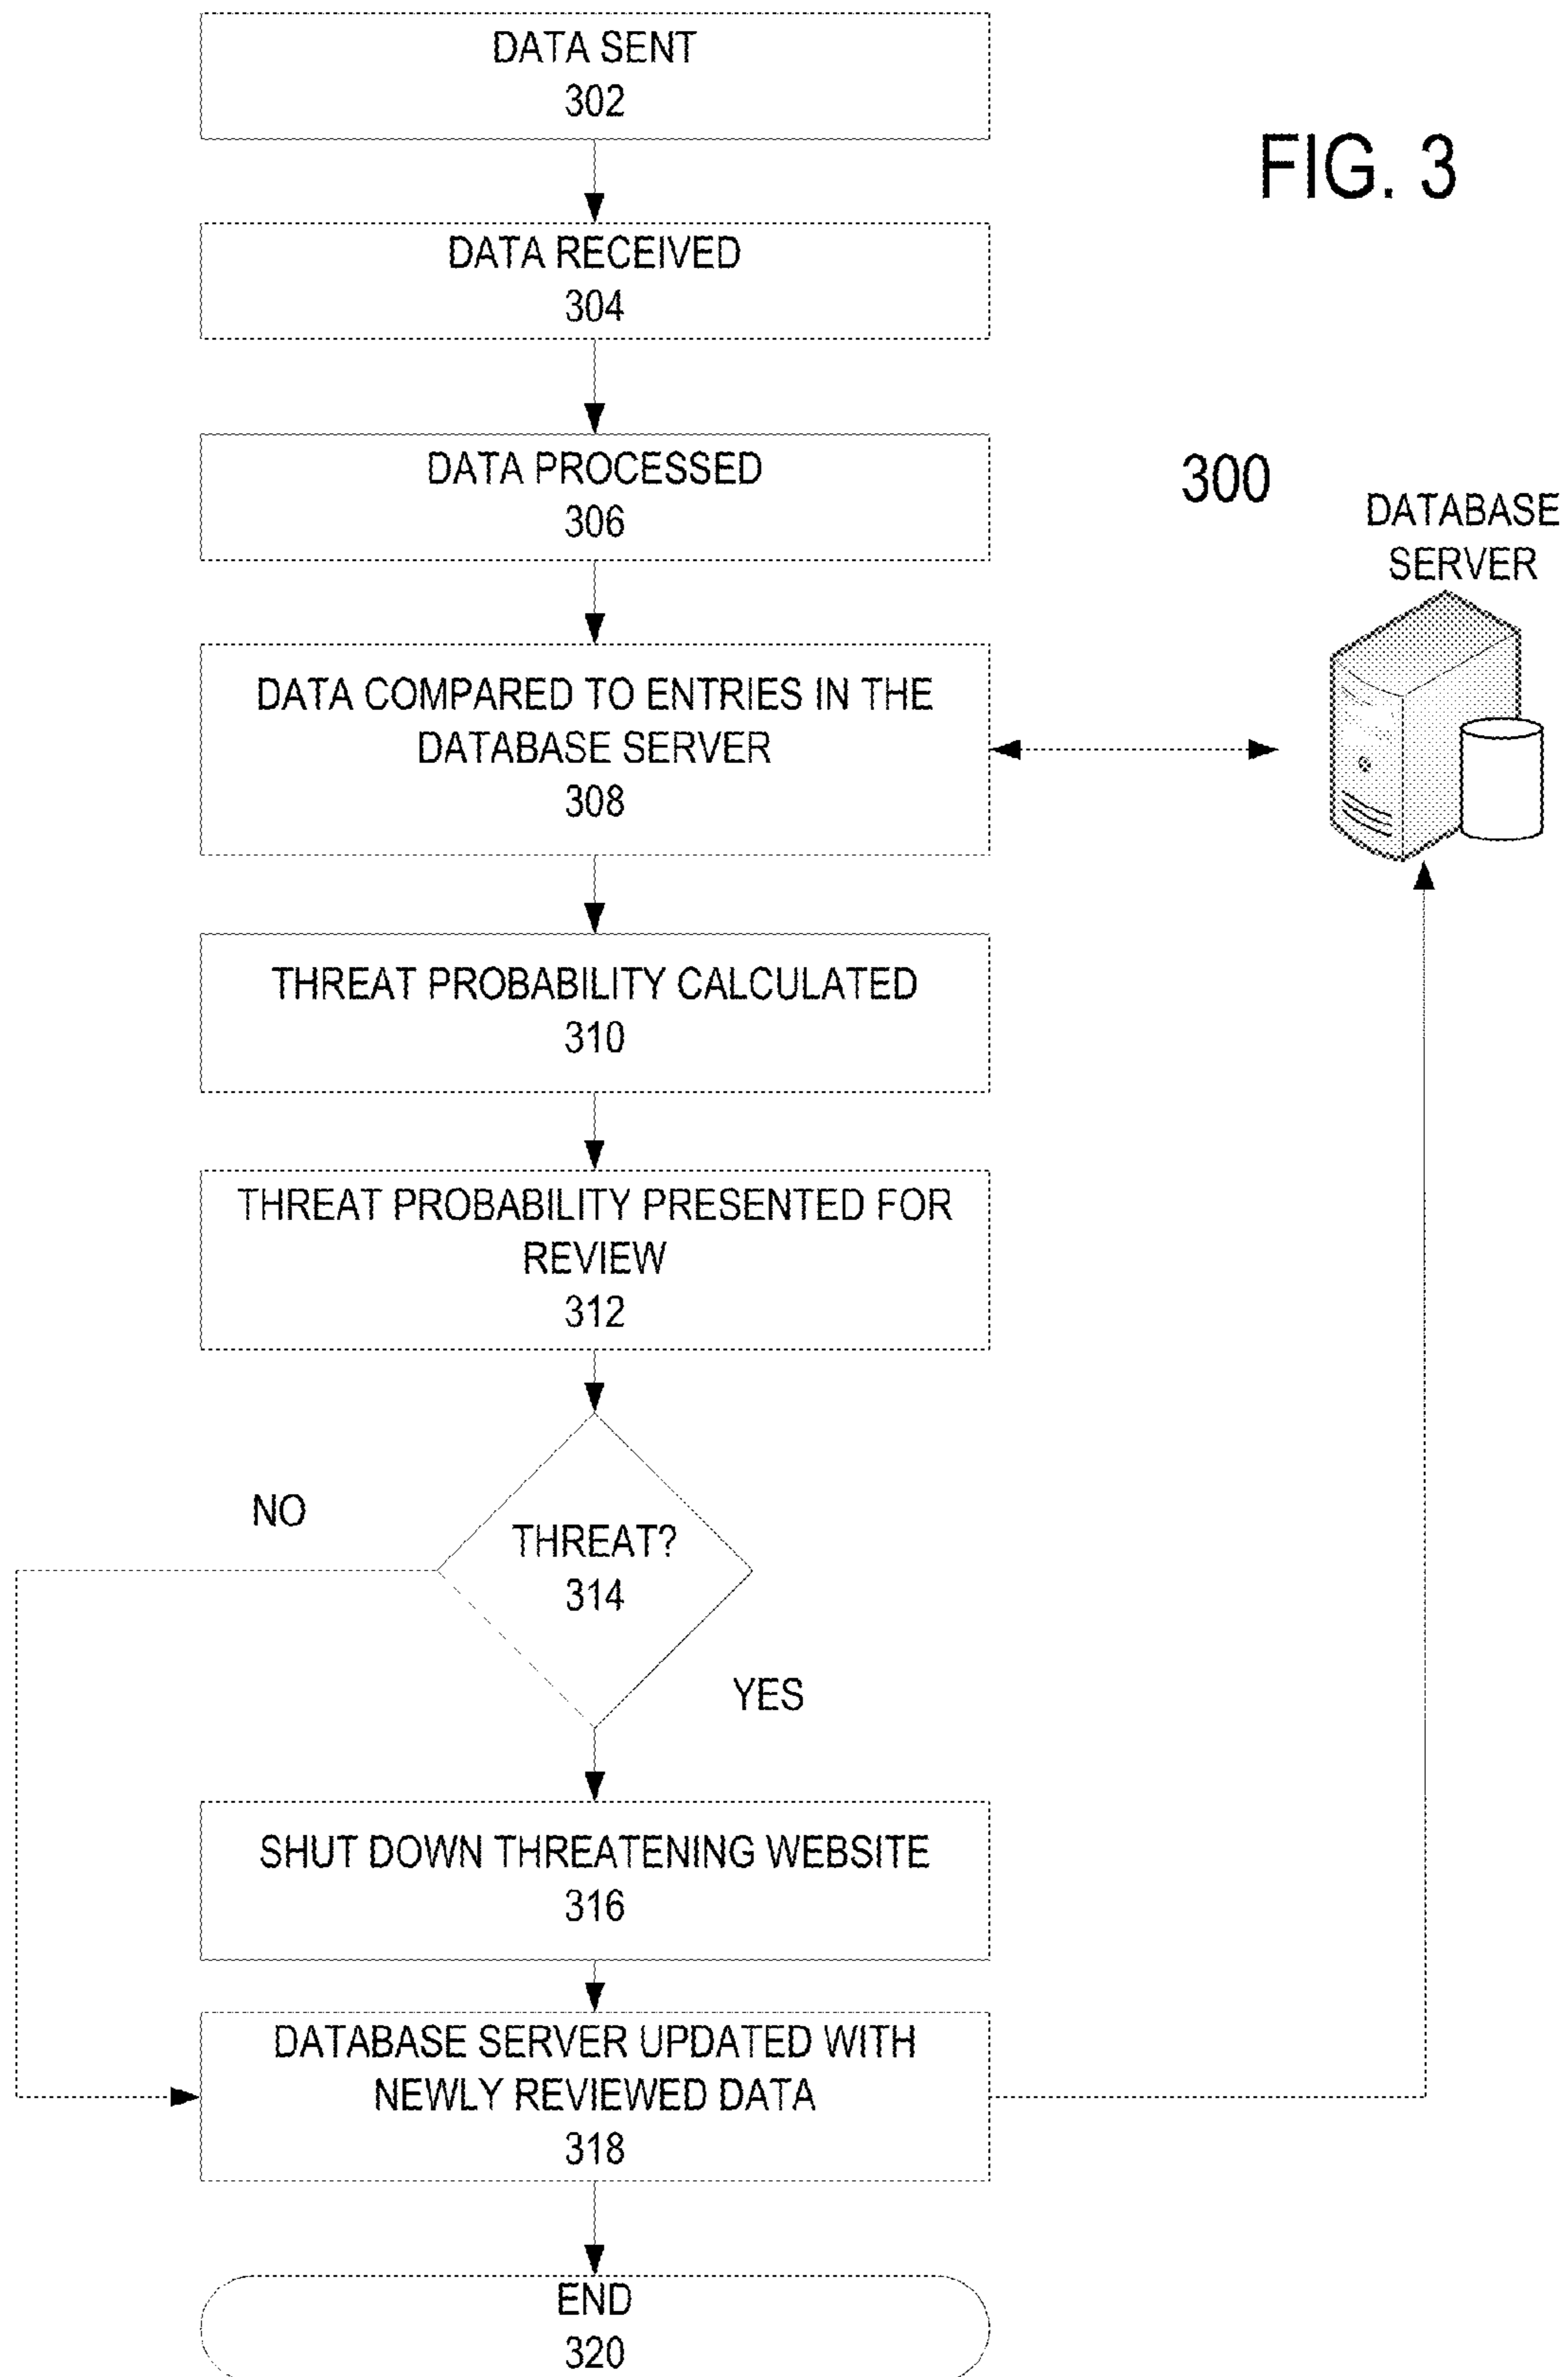 DATA SENT
302
FIG. 3
DATA RECEIVED
304
DATA PROCESSED
306
300
DATABASE
SERVER
DATA COMPARED TO ENTRIES IN THE
DATABASE SERVER
308
THREAT PROBABILITY CALCULATED
310
THREAT PROBABILITY PRESENTED FOR
REVIEW
312
NO
THREAT?
314
YES
SHUT DOWN THREATENING WEBSITE
316
DATABASE SERVER UPDATED WITH
NEWLY REVIEWED DATA
318
END
320